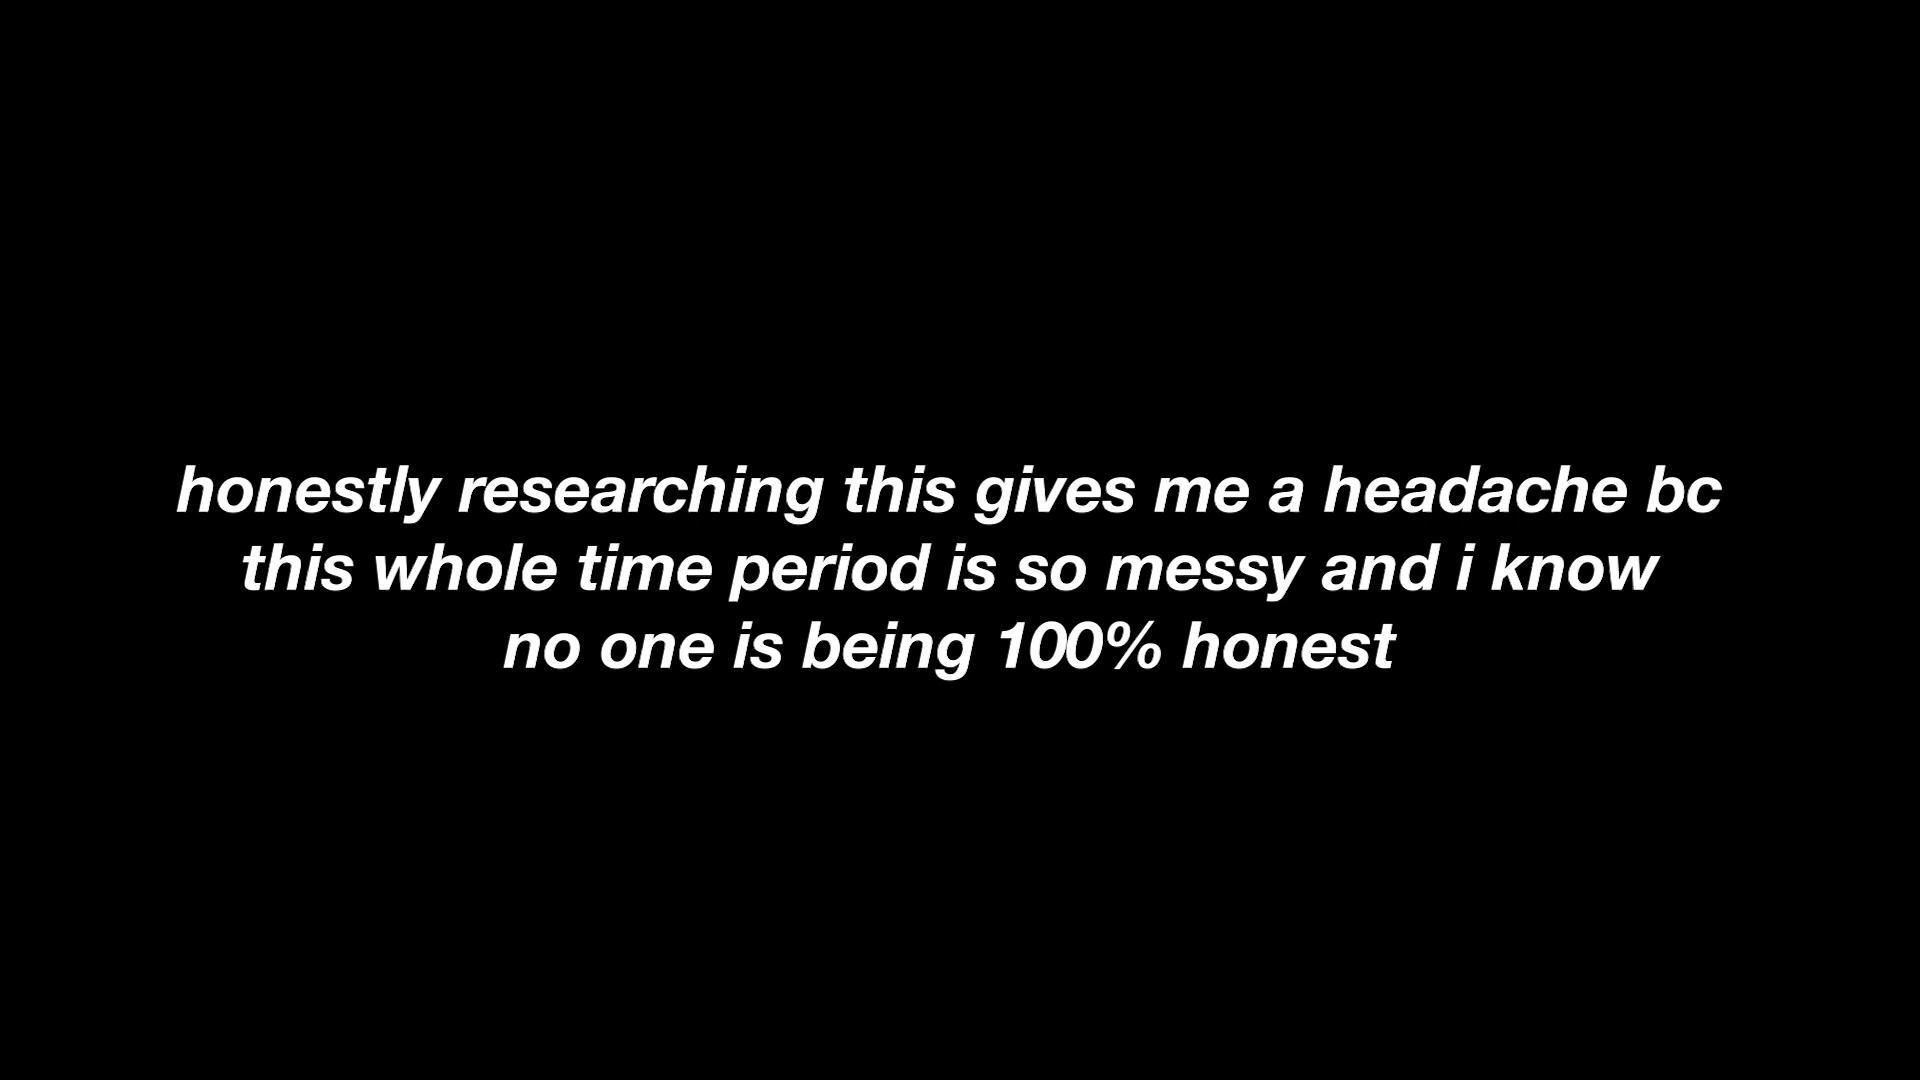 honestly researching this gives me a headache bc
this whole time period is so messy and i know
no one is being 100% honest